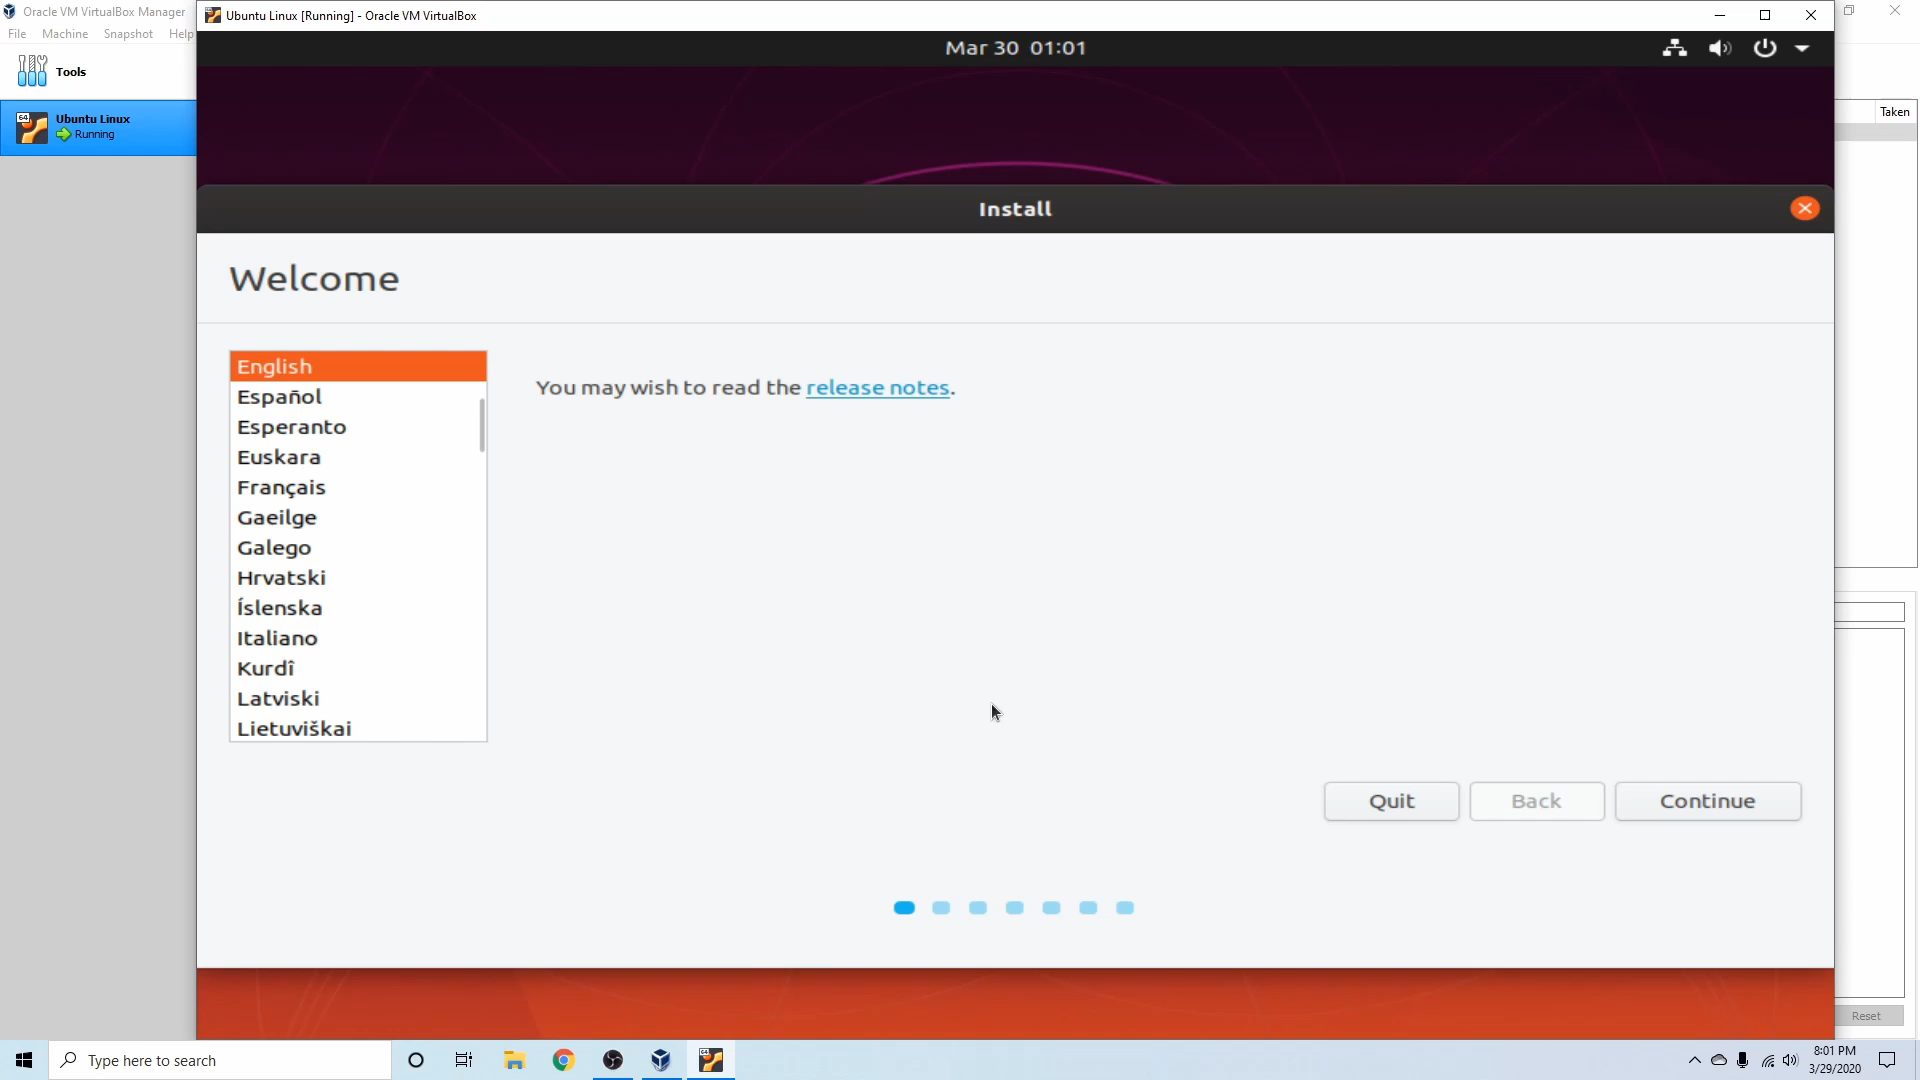 Oracle VM VirtualBox Manager
File Machine Snapshot Help
Tools
64
Ubuntu Linux
Running
Ubuntu Linux [Running] - Oracle VM VirtualBox
Mar 30 01:01
Taken
Install
Welcome
English
Español
Esperanto
Euskara
Français
Gaeilge
Galego
Hrvatski
Íslenska
Italiano
Kurdî
Latviski
Lietuviškai
You may wish to read the release notes.
Quit Back Continue
Reset
Type here to search
8:01 PM
3/29/2020